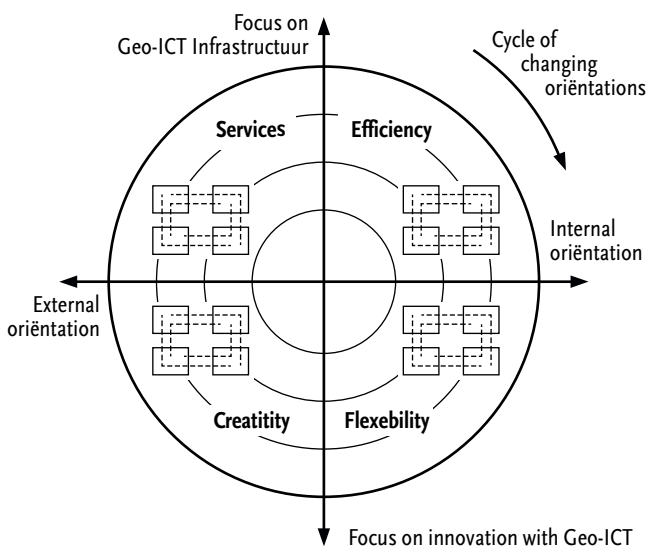 Focus on
Geo-ICT Infrastructuur
Cycle of
changing
oriëntations
Services
Efficiency
Internal
oriëntation
External
oriëntation
Creatitity
Flexebility
Focus on innovation with Geo-ICT